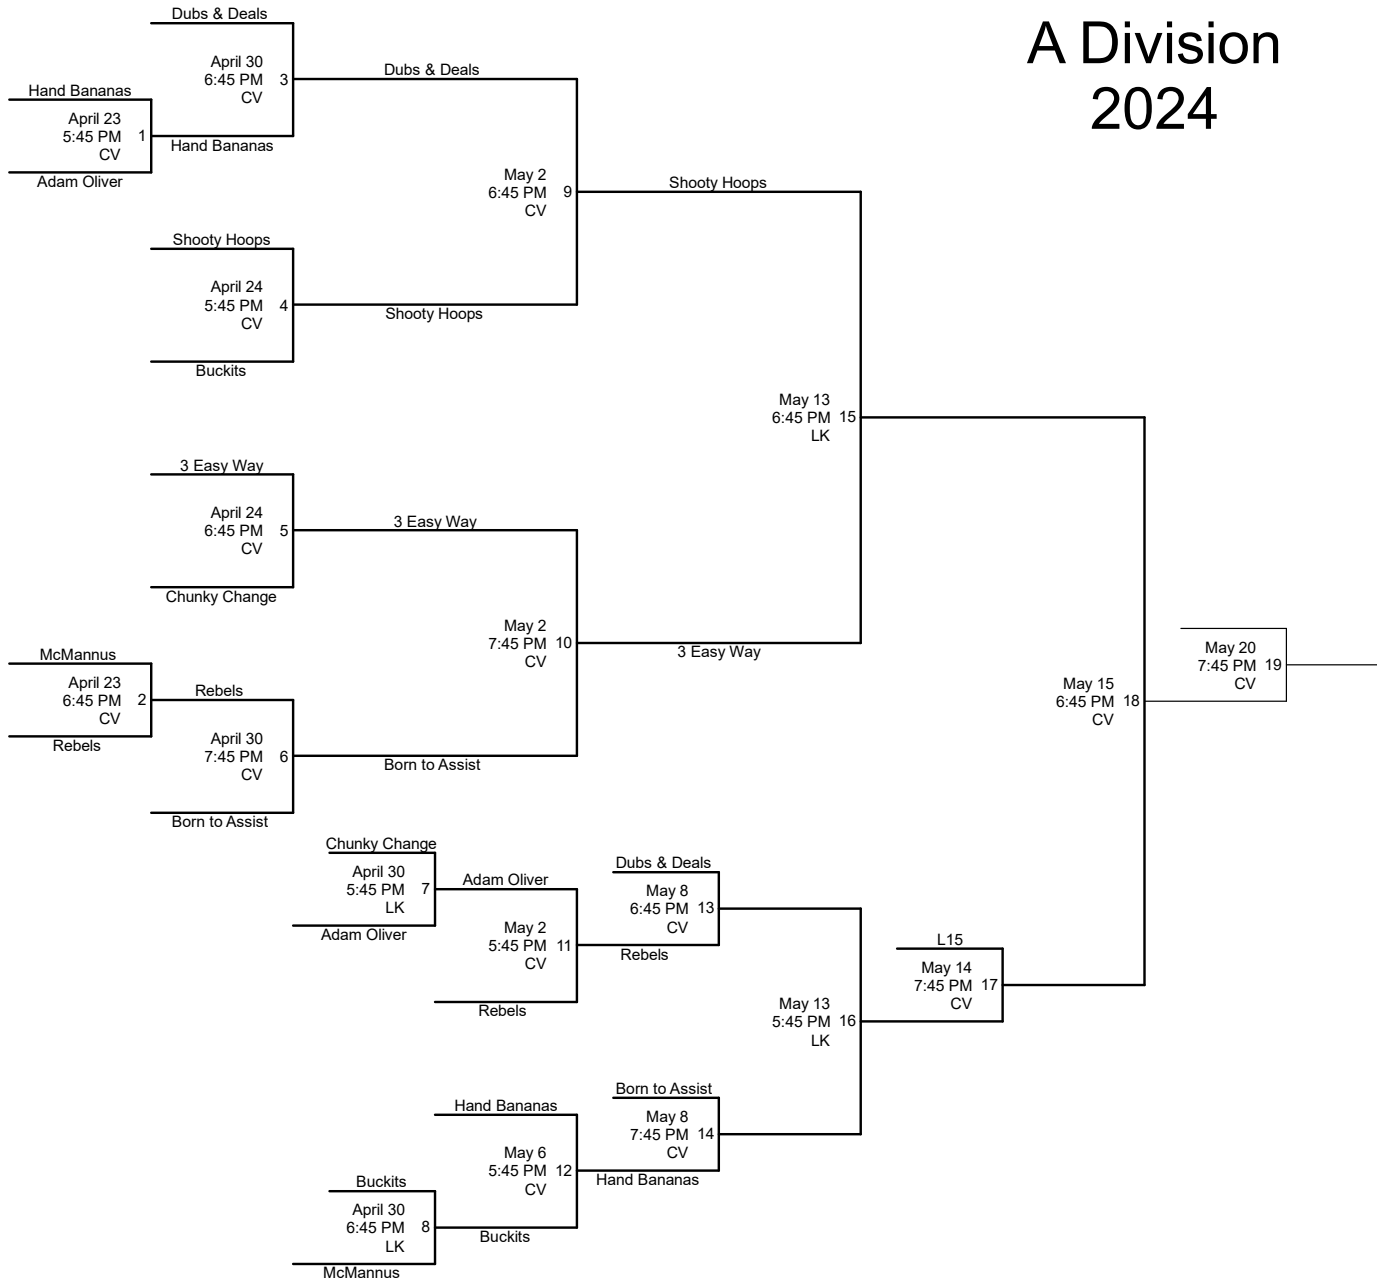 A Division
2024
Dubs & Deals
April 30
6:45 PM 3
CV
Dubs & Deals
Hand Bananas
April 23
5:45 PM 1
CV
Hand Bananas
Adam Oliver
May 2
6:45 PM 9
CV
Shooty Hoops
Shooty Hoops
April 24
5:45 PM 4
CV
Shooty Hoops
Buckits
May 13
6:45 PM 15
LK
3 Easy Way
April 24
6:45 PM 5
CV
3 Easy Way
Chunky Change
May 2
7:45 PM 10
CV
3 Easy Way
McMannus
April 23
6:45 PM 2
CV
Rebels
Rebels
April 30
7:45 PM 6
CV
Born to Assist
Born to Assist
May 15
6:45 PM 18
CV
May 20
7:45 PM 19
CV
Chunky Change
April 30
5:45 PM 7
LK
Adam Oliver
Adam Oliver
May 2
5:45 PM 11
CV
Rebels
Dubs & Deals
May 8
6:45 PM 13
CV
Rebels
L15
May 14
7:45 PM 17
CV
May 13
5:45 PM 16
LK
Born to Assist
May 8
7:45 PM 14
CV
Hand Bananas
Hand Bananas
May 6
5:45 PM 12
CV
Buckits
Buckits
April 30
6:45 PM 8
LK
McMannus